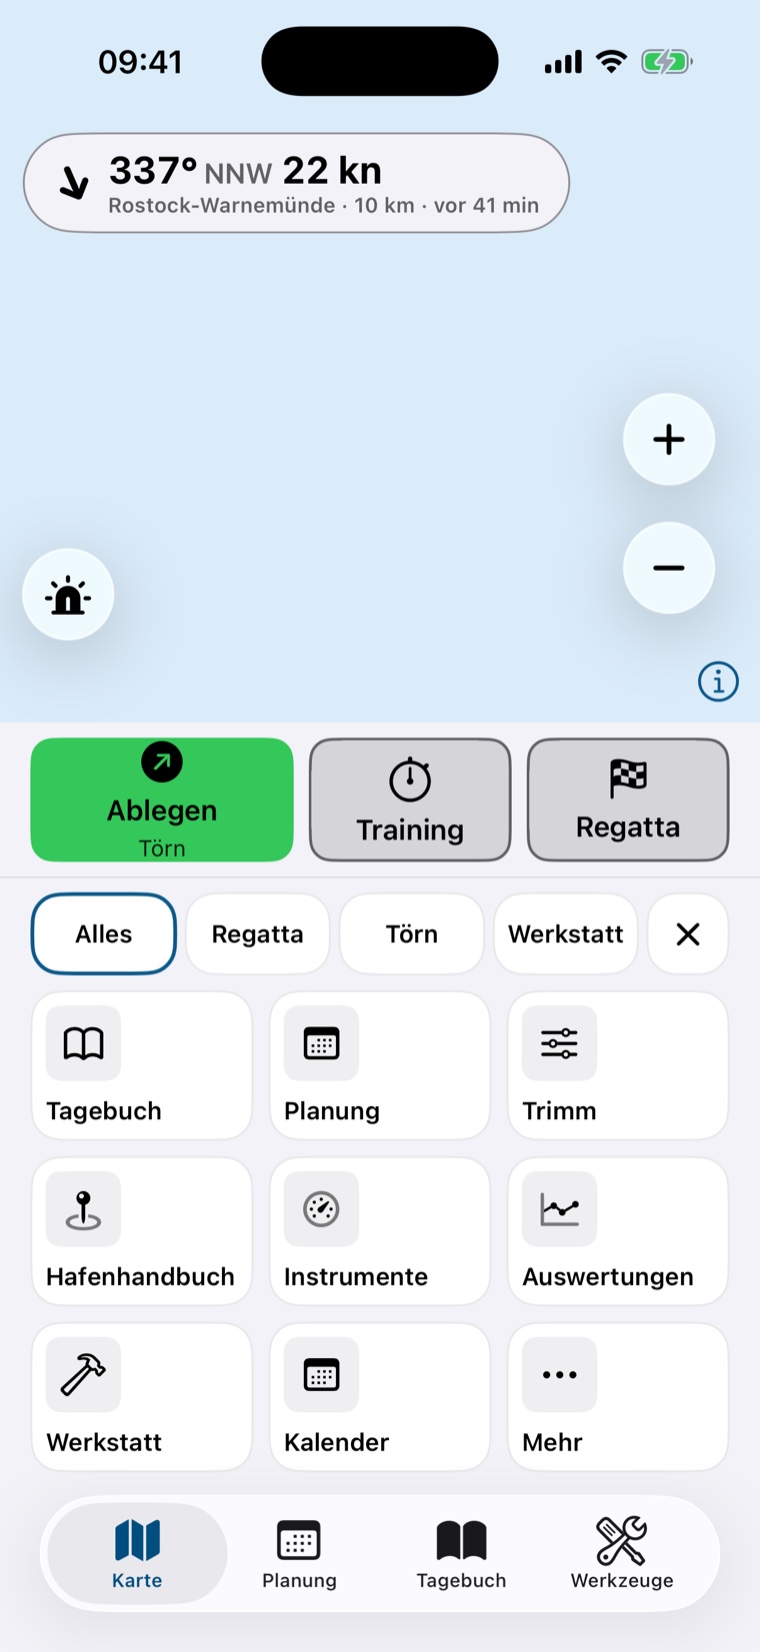 09:41
337° NNW 22 kn
Rostock-Warnemünde · 10 km · vor 41 min
Ablegen
Törn
Training
Regatta
Alles
Regatta
Törn
Werkstatt
Tagebuch
Planung
Trimm
Hafenhandbuch
Instrumente
Auswertungen
Werkstatt
Kalender
Mehr
Karte
Planung
Tagebuch
Werkzeuge